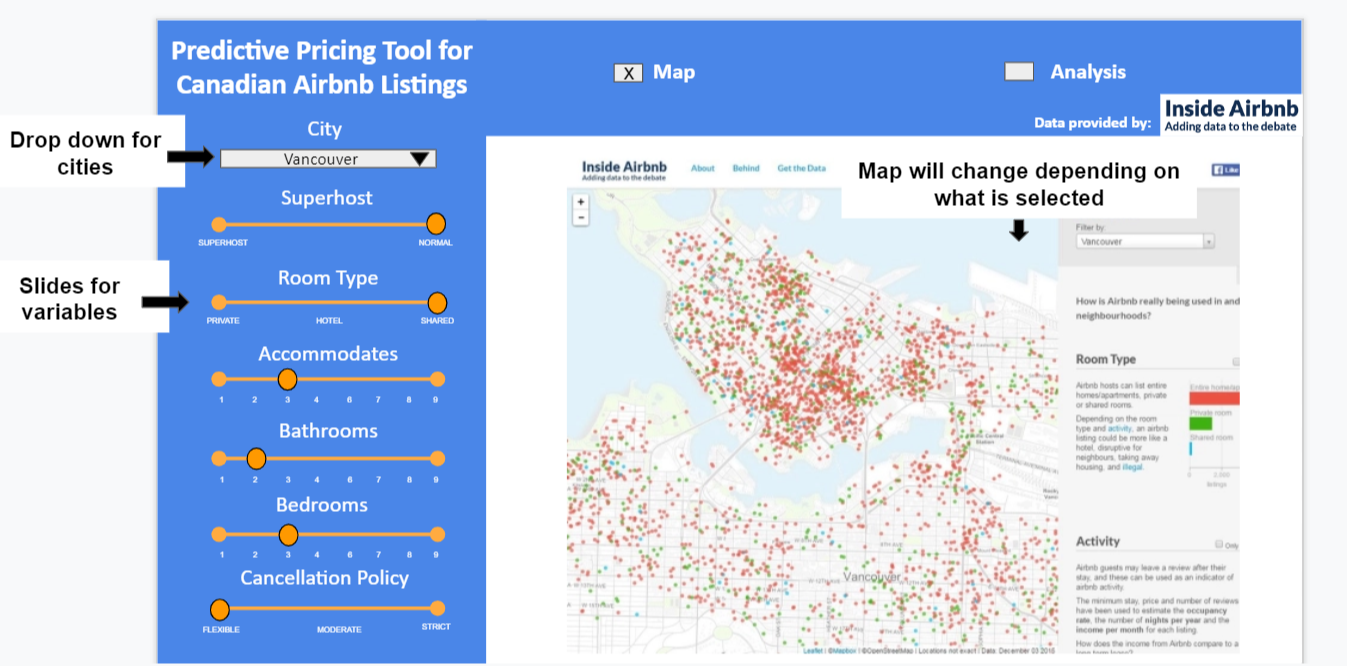 Predictive Pricing Tool for
Canadian Airbnb Listings
X Map
Analysis
Data provided by:
Inside Airbnb
Adding data to the debate
Drop down for
cities
City
Vancouver
Superhost
SUPERHOST NORMAL
Slides for
variables
Room Type
PRIVATE HOTEL SHARED
Accommodates
1 2 3 4 6 7 8 9
Bathrooms
1 2 3 4 6 7 8 9
Bedrooms
1 2 3 4 6 7 8 9
Cancellation Policy
FLEXIBLE MODERATE STRICT
Inside Airbnb
Adding data to the debate
About Behind Get the Data
Like
Map will change depending on
what is selected
+
-
Filter by
Vancouver
How is Airbnb really being used in and
neighbourhoods?
Room Type
Airbnb hosts can list entire
homes/apartments, private
or shared rooms.
Depending on the room
type and activity, an airbnb
listing could be more like a
hotel, disruptive for
neighbours, taking away
housing, and illegal.
Entire home/ap
Private room
Shared room
0 2,000
listings
Activity
Only
Airbnb guests may leave a review after their
stay, and these can be used as an indicator of
airbnb activity.
The minimum stay, price and number of reviews
have been used to estimate the occupancy
rate, the number of nights per year and the
income per month for each listing.
How does the income from Airbnb compare to a
Vancouver
Leaflet | ©Mapbox | ©OpenStreetMap | Locations not exact | Data: December 03 2015